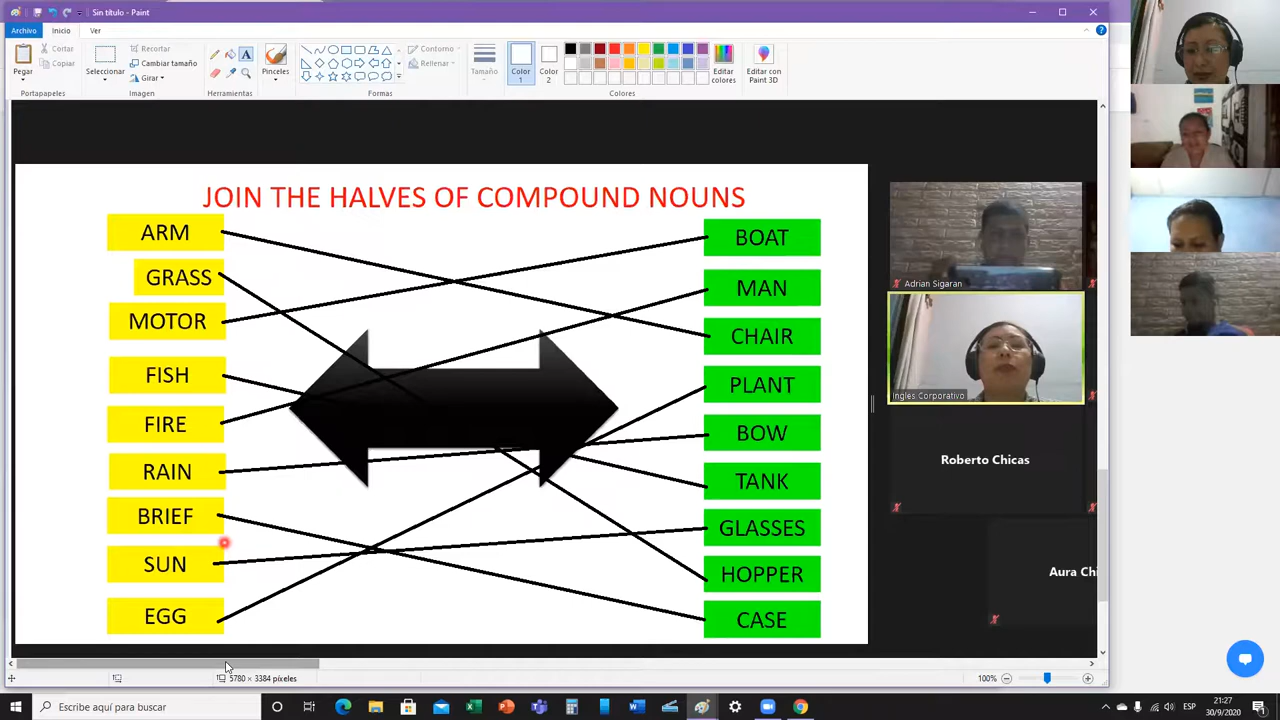 Sin título - Paint
Archivo
Inicio
Ver
Pegar
Cortar
Copiar
Portapapeles
Seleccionar
Recortar
Cambiar tamaño
Girar
Imagen
Herramientas
Pinceles
Contorno
Rellenar
Formas
Tamaño
Color 1
Color 2
Editar colores
Editar con Paint 3D
Colores
JOIN THE HALVES OF COMPOUND NOUNS
ARM
BOAT
GRASS
MAN
MOTOR
CHAIR
FISH
PLANT
FIRE
BOW
RAIN
TANK
BRIEF
GLASSES
SUN
HOPPER
EGG
CASE
Adrian Sigaran
Ingles Corporativo
Roberto Chicas
Aura Chi
5780 × 3384 píxeles
100%
Escribe aquí para buscar
ESP
21:27
30/9/2020